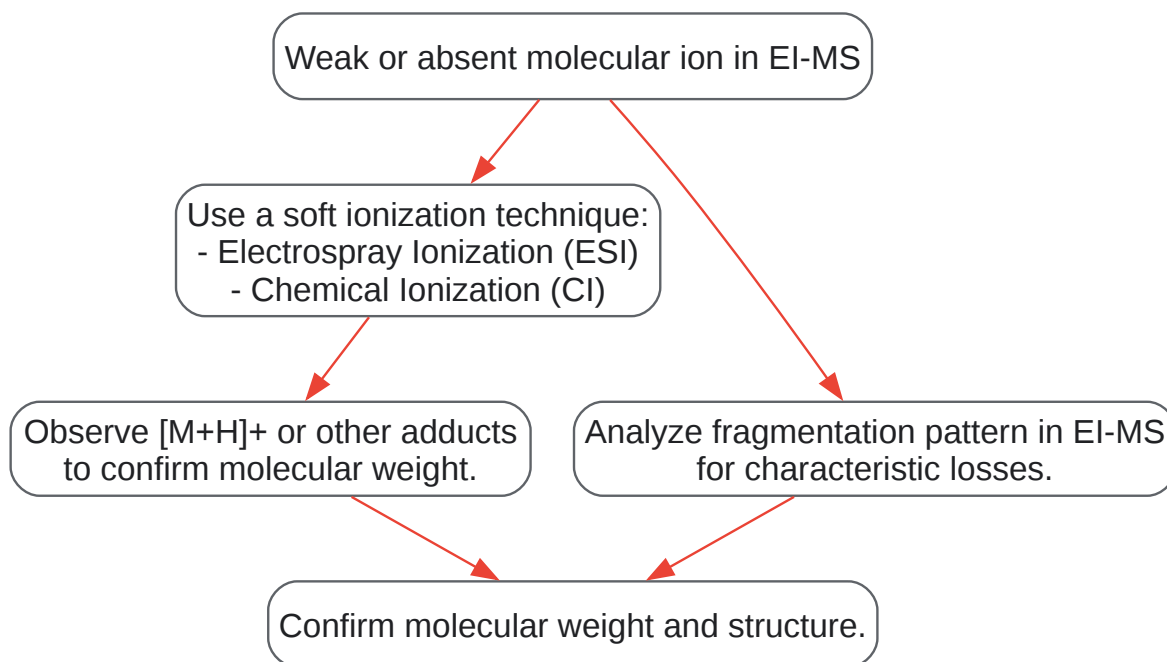 Weak or absent molecular ion in EI-MS
Use a soft ionization technique:
- Electrospray Ionization (ESI)
- Chemical Ionization (CI)
Observe [M+H]+ or other adducts
to confirm molecular weight.
Analyze fragmentation pattern in EI-MS
for characteristic losses.
Confirm molecular weight and structure.